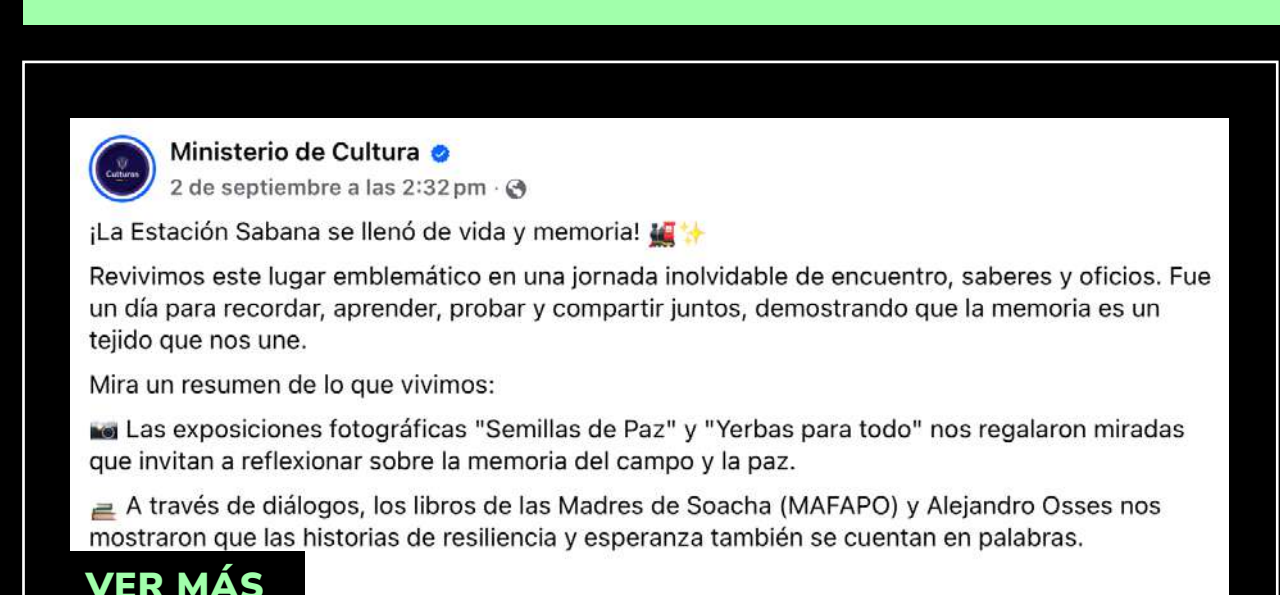 Culturas
Ministerio de Cultura
2 de septiembre a las 2:32 pm ·
¡La Estación Sabana se llenó de vida y memoria! 🚂✨
Revivimos este lugar emblemático en una jornada inolvidable de encuentro, saberes y oficios. Fue
un día para recordar, aprender, probar y compartir juntos, demostrando que la memoria es un
tejido que nos une.
Mira un resumen de lo que vivimos:
📷 Las exposiciones fotográficas "Semillas de Paz" y "Yerbas para todo" nos regalaron miradas
que invitan a reflexionar sobre la memoria del campo y la paz.
📚 A través de diálogos, los libros de las Madres de Soacha (MAFAPO) y Alejandro Osses nos
mostraron que las historias de resiliencia y esperanza también se cuentan en palabras.
VER MÁS